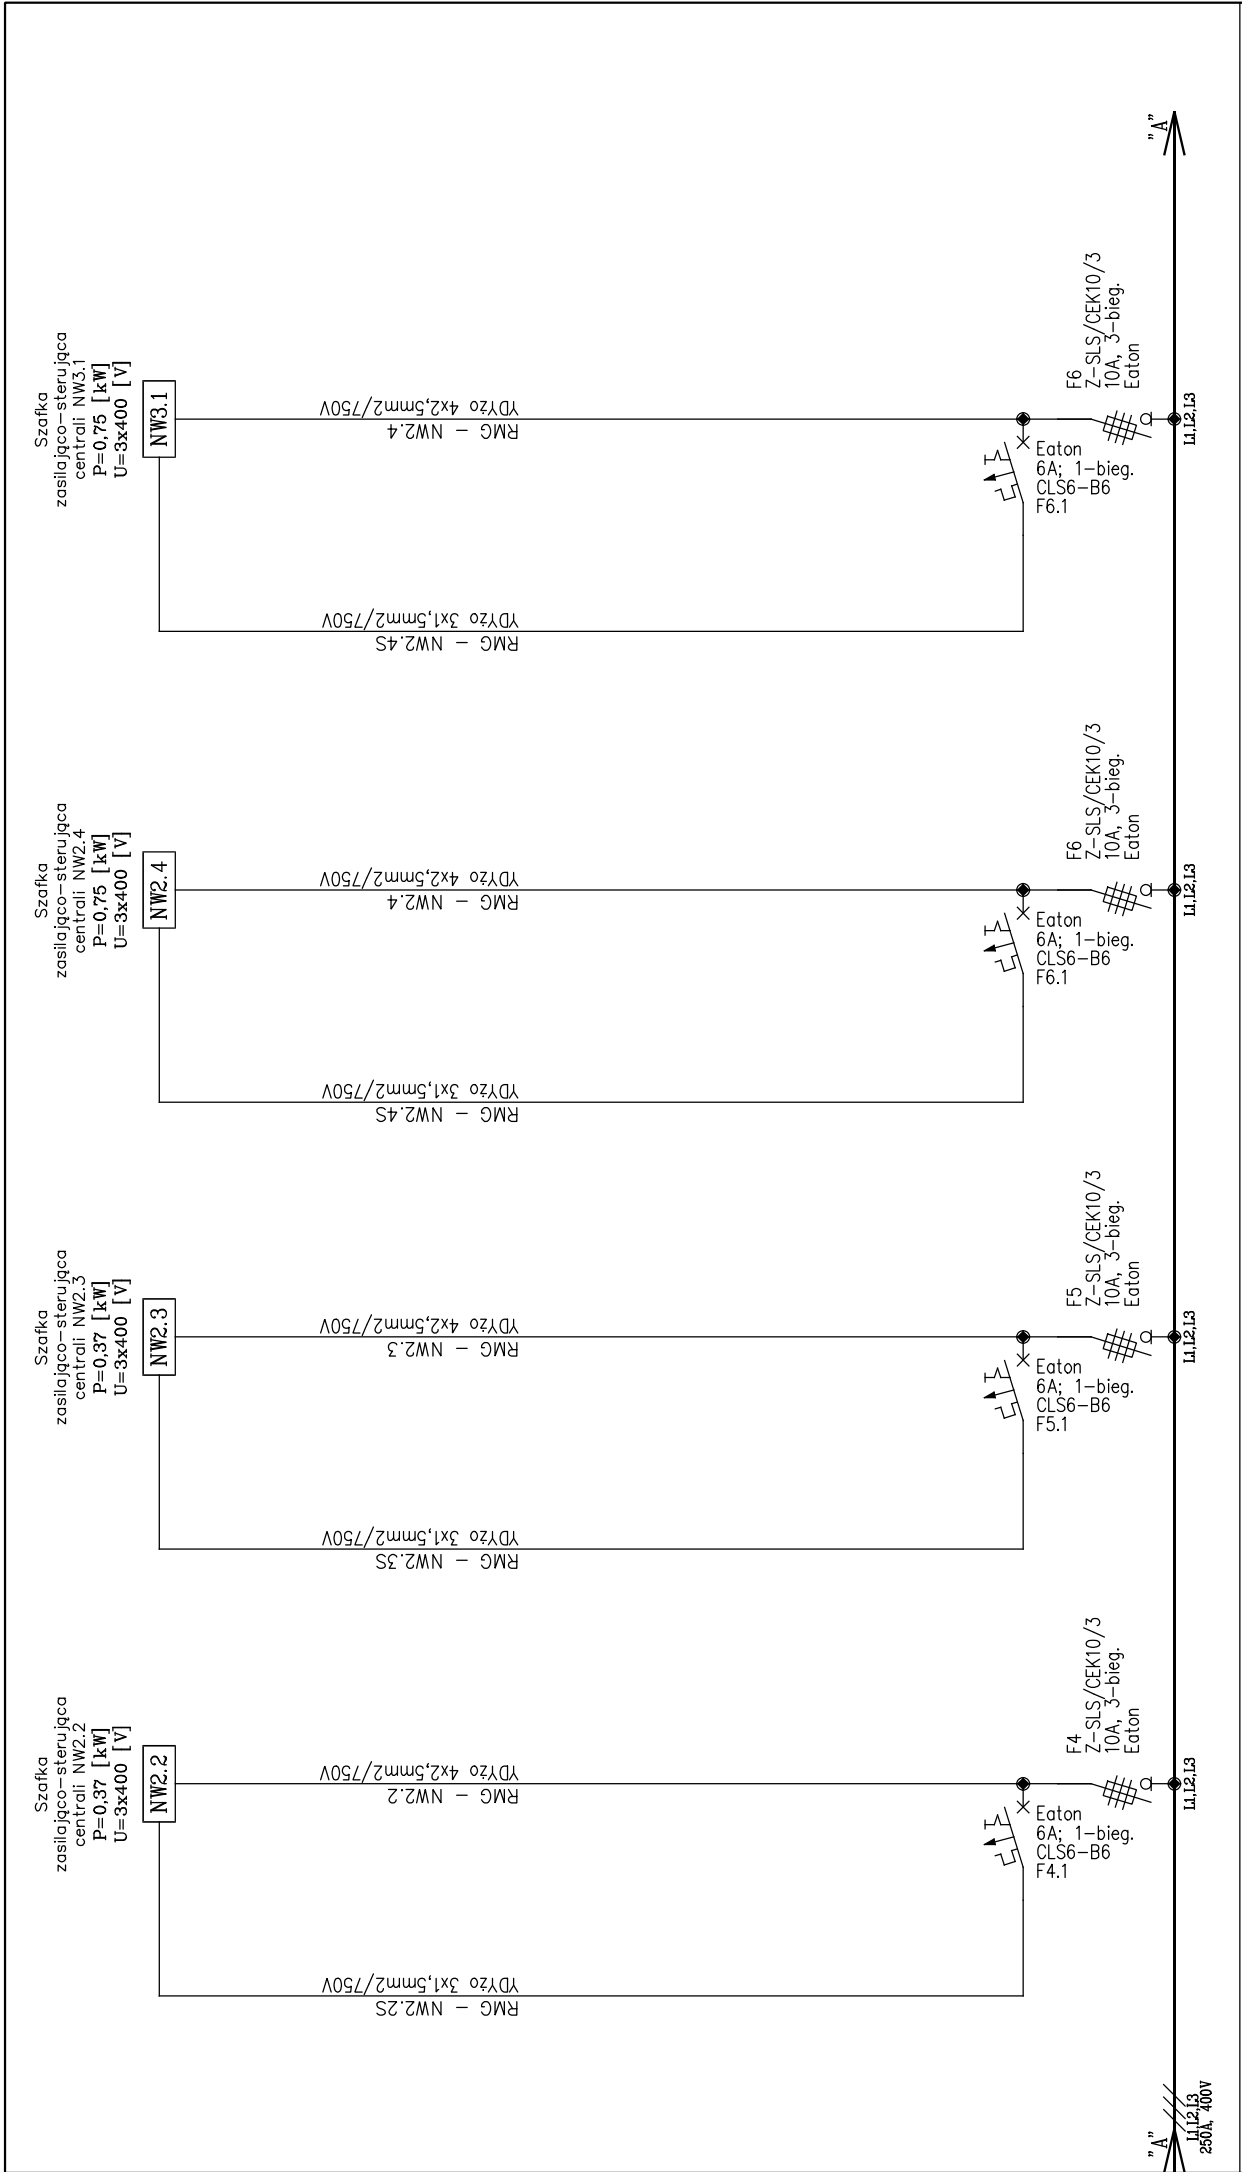 Szafka
zasilająco-sterująca
centrali NW2.2
P=0,37 [kW]
U=3x400 [V]
NW2.2
YDYżo 4x2,5mm2/750V
RMG - NW2.2
YDYżo 3x1,5mm2/750V
RMG - NW2.2S
Eaton
6A; 1-bieg.
CLS6-B6
F4.1
F4
Z-SLS/CEK10/3
10A, 3-bieg.
Eaton
L1,L2,L3
Szafka
zasilająco-sterująca
centrali NW2.3
P=0,37 [kW]
U=3x400 [V]
NW2.3
YDYżo 4x2,5mm2/750V
RMG - NW2.3
YDYżo 3x1,5mm2/750V
RMG - NW2.3S
Eaton
6A; 1-bieg.
CLS6-B6
F5.1
F5
Z-SLS/CEK10/3
10A, 3-bieg.
Eaton
L1,L2,L3
Szafka
zasilająco-sterująca
centrali NW2.4
P=0,75 [kW]
U=3x400 [V]
NW2.4
YDYżo 4x2,5mm2/750V
RMG - NW2.4
YDYżo 3x1,5mm2/750V
RMG - NW2.4S
Eaton
6A; 1-bieg.
CLS6-B6
F6.1
F6
Z-SLS/CEK10/3
10A, 3-bieg.
Eaton
L1,L2,L3
Szafka
zasilająco-sterująca
centrali NW3.1
P=0,75 [kW]
U=3x400 [V]
NW3.1
YDYżo 4x2,5mm2/750V
RMG - NW2.4
YDYżo 3x1,5mm2/750V
RMG - NW2.4S
Eaton
6A; 1-bieg.
CLS6-B6
F6.1
F6
Z-SLS/CEK10/3
10A, 3-bieg.
Eaton
L1,L2,L3
"A"
L1,L2,L3
250A, 400V
"A"